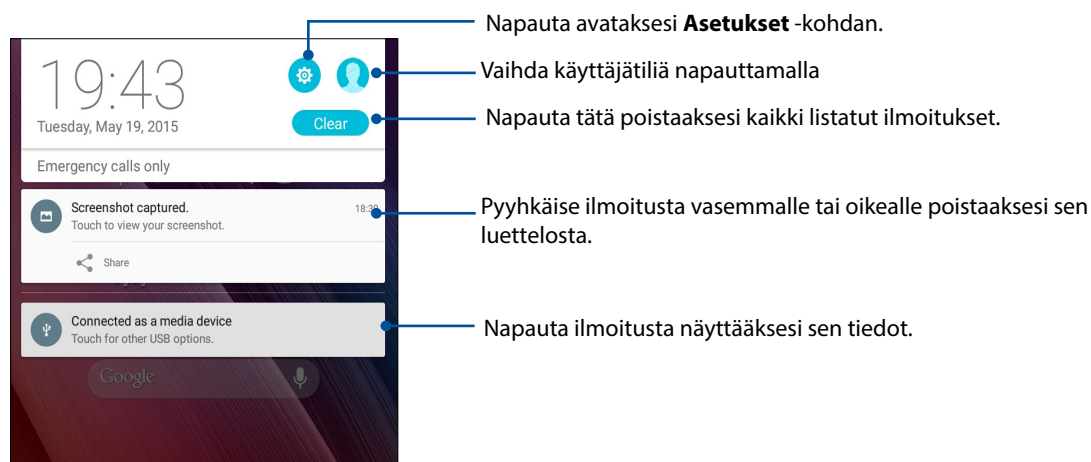 Napauta avataksesi Asetukset -kohdan.
Vaihda käyttäjätiliä napauttamalla
Napauta tätä poistaaksesi kaikki listatut ilmoitukset.
Pyyhkäise ilmoitusta vasemmalle tai oikealle poistaaksesi sen
luettelosta.
Napauta ilmoitusta näyttääksesi sen tiedot.
19:43
Tuesday, May 19, 2015
Clear
Emergency calls only
Screenshot captured.
Touch to view your screenshot.
Share
Connected as a media device
Touch for other USB options.
Google